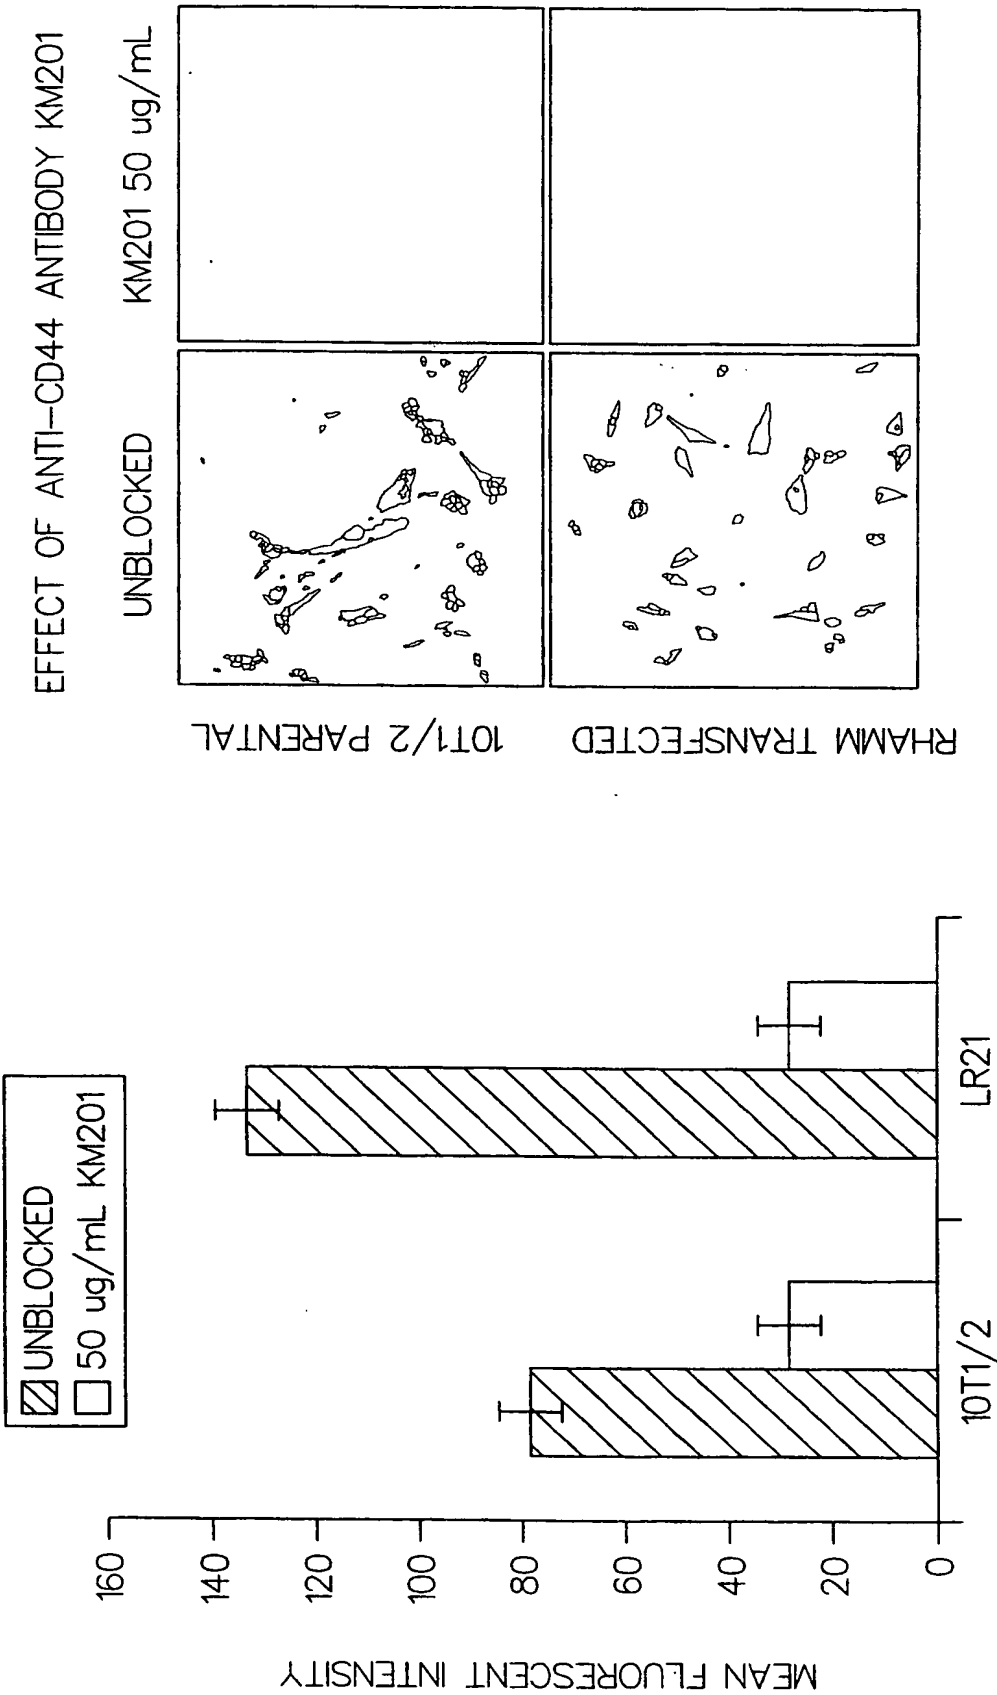 EFFECT OF ANTI-CD44 ANTIBODY KM201
UNBLOCKED
KM201 50 ug/mL
10T1/2 PARENTAL
RHAMM TRANSFECTED
UNBLOCKED
50 ug/mL KM201
MEAN FLUORESCENT INTENSITY
160
140
120
100
80
60
40
20
0
10T1/2
LR21